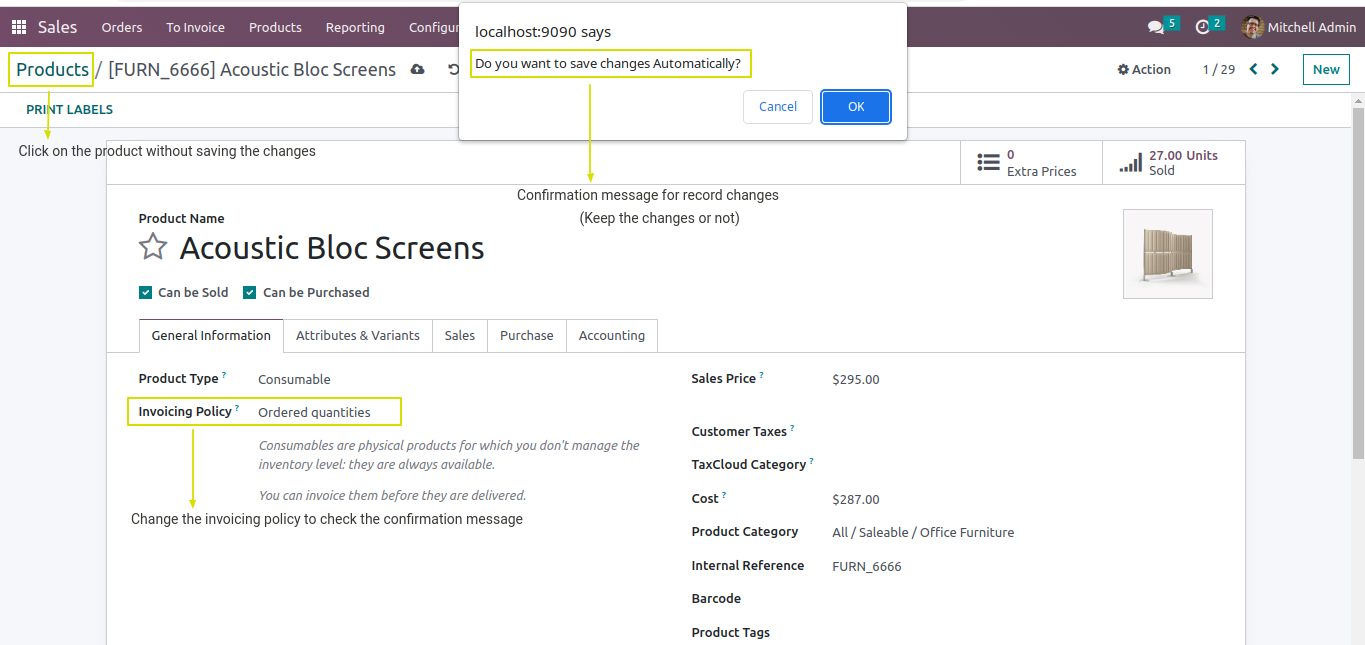 Sales Orders To Invoice Products Reporting Configur
localhost:9090 says
5 2 Mitchell Admin
Products / [FURN_6666] Acoustic Bloc Screens
Do you want to save changes Automatically?
Action 1 / 29 New
Cancel OK
PRINT LABELS
Click on the product without saving the changes
0
Extra Prices
27.00 Units
Sold
Confirmation message for record changes
(Keep the changes or not)
Product Name
Acoustic Bloc Screens
Can be Sold Can be Purchased
General Information Attributes & Variants Sales Purchase Accounting
Product Type ? Consumable
Invoicing Policy ? Ordered quantities
Consumables are physical products for which you don't manage the
inventory level: they are always available.
You can invoice them before they are delivered.
Change the invoicing policy to check the confirmation message
Sales Price ? $295.00
Customer Taxes ?
TaxCloud Category ?
Cost ? $287.00
Product Category All / Saleable / Office Furniture
Internal Reference FURN_6666
Barcode
Product Tags